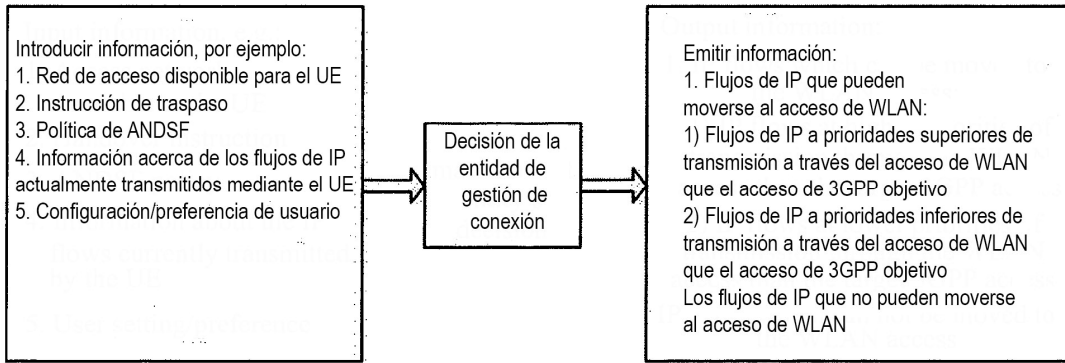 Introducir información, por ejemplo:
1. Red de acceso disponible para el UE
2. Instrucción de traspaso
3. Política de ANDSF
4. Información acerca de los flujos de IP
actualmente transmitidos mediante el UE
5. Configuración/preferencia de usuario
Decisión de la
entidad de
gestión de
conexión
Emitir información:
1. Flujos de IP que pueden
moverse al acceso de WLAN:
1) Flujos de IP a prioridades superiores de
transmisión a través del acceso de WLAN
que el acceso de 3GPP objetivo
2) Flujos de IP a prioridades inferiores de
transmisión a través del acceso de WLAN
que el acceso de 3GPP objetivo
Los flujos de IP que no pueden moverse
al acceso de WLAN